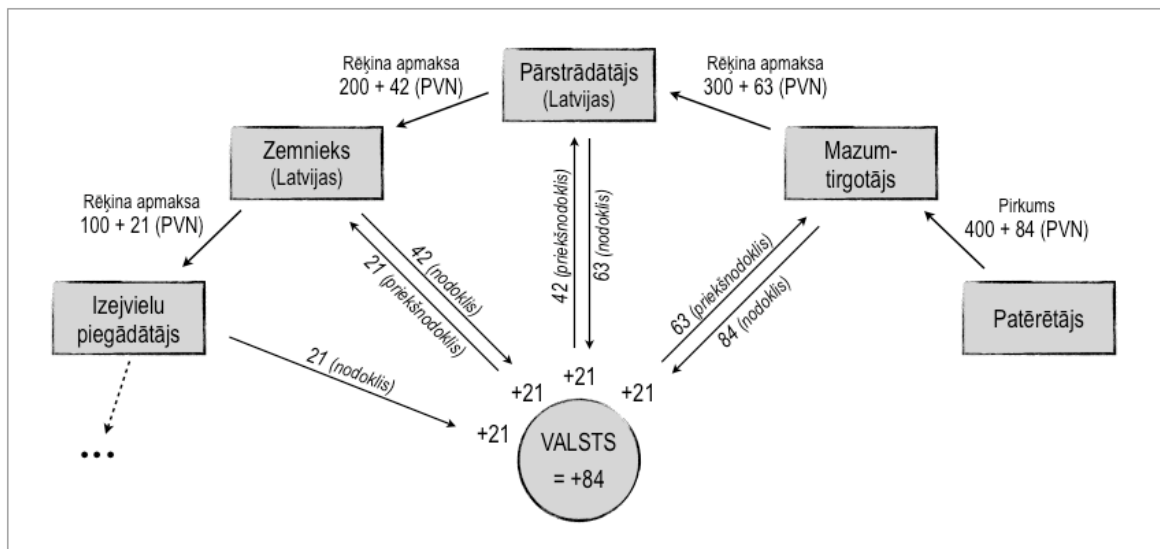 Rēķina apmaksa
200 + 42 (PVN)
Pārstrādātājs
(Latvijas)
Rēķina apmaksa
300 + 63 (PVN)
Zemnieks
(Latvijas)
Mazum-
tirgotājs
Rēķina apmaksa
100 + 21 (PVN)
Pirkums
400 + 84 (PVN)
Izejvielu
piegādātājs
Patērētājs
42 (nodoklis)
21 (priekšnodoklis)
42 (priekšnodoklis)
63 (nodoklis)
63 (priekšnodoklis)
84 (nodoklis)
21 (nodoklis)
+21
+21
+21
+21
VALSTS
= +84
...